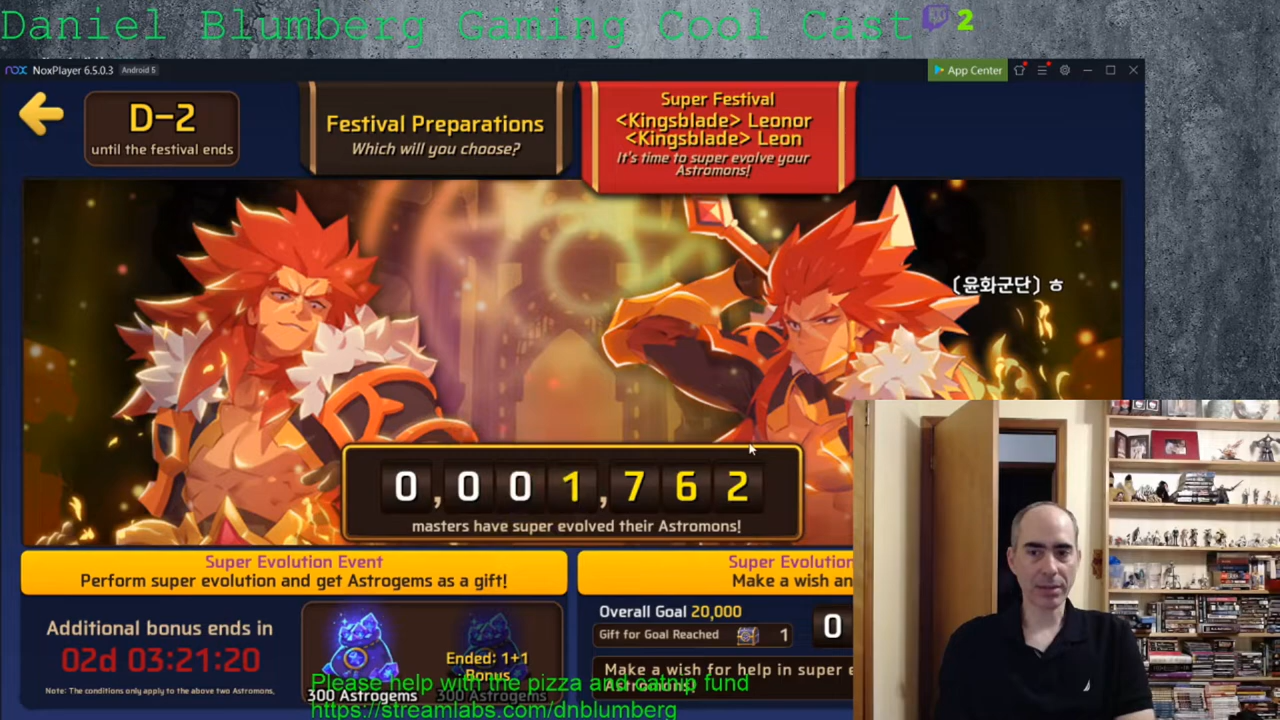 Daniel Blumberg Gaming Cool Cast 2
nox NoxPlayer 6.5.0.3 Android 5
App Center
D-2
until the festival ends
Festival Preparations
Which will you choose?
Super Festival
<Kingsblade> Leonor
<Kingsblade> Leon
It's time to super evolve your
Astromons!
〔윤화군단〕 ㅎ
0,001,762
masters have super evolved their Astromons!
Super Evolution Event
Perform super evolution and get Astrogems as a gift!
Super Evolution
Make a wish an
Additional bonus ends in
02d 03:21:20
Note: The conditions only apply to the above two Astromons,
300 Astrogems
Ended: 1+1
Bonus
300 Astrogems
Overall Goal 20,000
Gift for Goal Reached 1
0
Make a wish for help in super e
Astromons
Please help with the pizza and catnip fund
https://streamlabs.com/dnblumberg